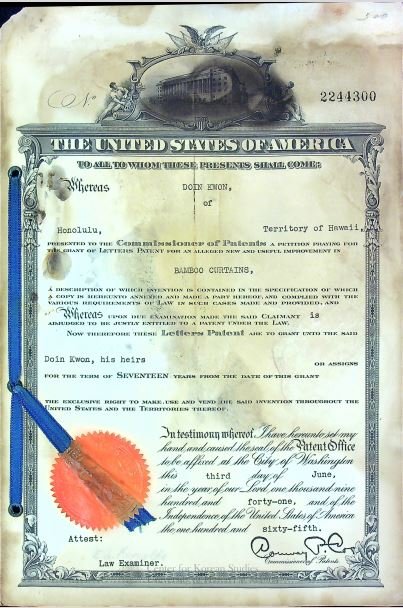 No
2244300
THE UNITED STATES OF AMERICA
TO ALL TO WHOM THESE PRESENTS SHALL COME:
Whereas DOIN KWON,
of
Honolulu, Territory of Hawaii,
PRESENTED TO THE Commissioner of Patents A PETITION PRAYING FOR
THE GRANT OF LETTERS PATENT FOR AN ALLEGED NEW AND USEFUL IMPROVEMENT IN
BAMBOO CURTAINS,
A DESCRIPTION OF WHICH INVENTION IS CONTAINED IN THE SPECIFICATION OF WHICH
A COPY IS HEREUNTO ANNEXED AND MADE A PART HEREOF, AND COMPLIED WITH THE
VARIOUS REQUIREMENTS OF LAW IN SUCH CASES MADE AND PROVIDED, AND
Whereas UPON DUE EXAMINATION MADE THE SAID CLAIMANT is
ADJUDGED TO BE JUSTLY ENTITLED TO A PATENT UNDER THE LAW.
NOW THEREFORE THESE Letters Patent ARE TO GRANT UNTO THE SAID
Doin Kwon, his heirs OR ASSIGNS
FOR THE TERM OF SEVENTEEN YEARS FROM THE DATE OF THIS GRANT
THE EXCLUSIVE RIGHT TO MAKE, USE AND VEND THE SAID INVENTION THROUGHOUT THE
UNITED STATES AND THE TERRITORIES THEREOF.
In testimony whereof, I have hereunto set my
hand and caused the seal of the Patent Office
to be affixed at the City of Washington
this third day of June,
in the year of our Lord one thousand nine
hundred and forty-one, and of the
Independence of the United States of America
the one hundred and sixty-fifth.
Attest:
Conway P. Coe
Law Examiner.
Commissioner of Patents
Center for Korean Studies